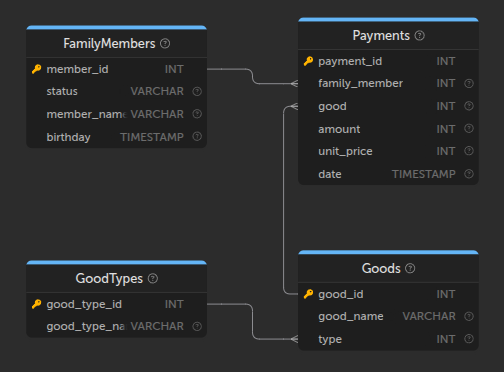 FamilyMembers
member_id INT
status VARCHAR
member_name VARCHAR
birthday TIMESTAMP
Payments
payment_id INT
family_member INT
good INT
amount INT
unit_price INT
date TIMESTAMP
GoodTypes
good_type_id INT
good_type_na VARCHAR
Goods
good_id INT
good_name VARCHAR
type INT